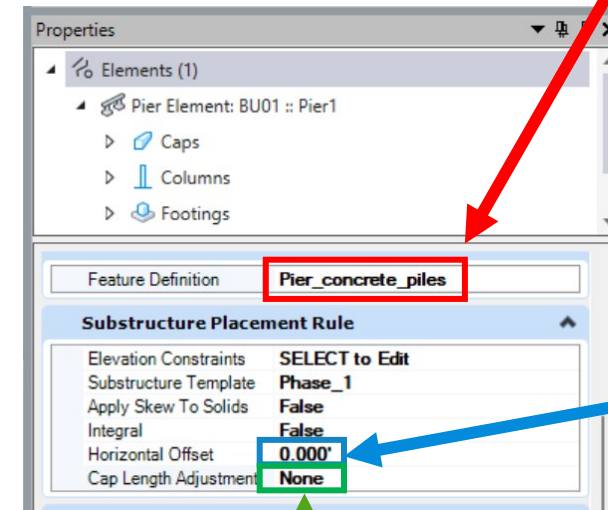 Properties
Elements (1)
Pier Element: BU01 :: Pier1
Caps
Columns
Footings
Feature Definition Pier_concrete_piles
Substructure Placement Rule
Elevation Constraints SELECT to Edit
Substructure Template Phase_1
Apply Skew To Solids False
Integral False
Horizontal Offset 0.000'
Cap Length Adjustment None